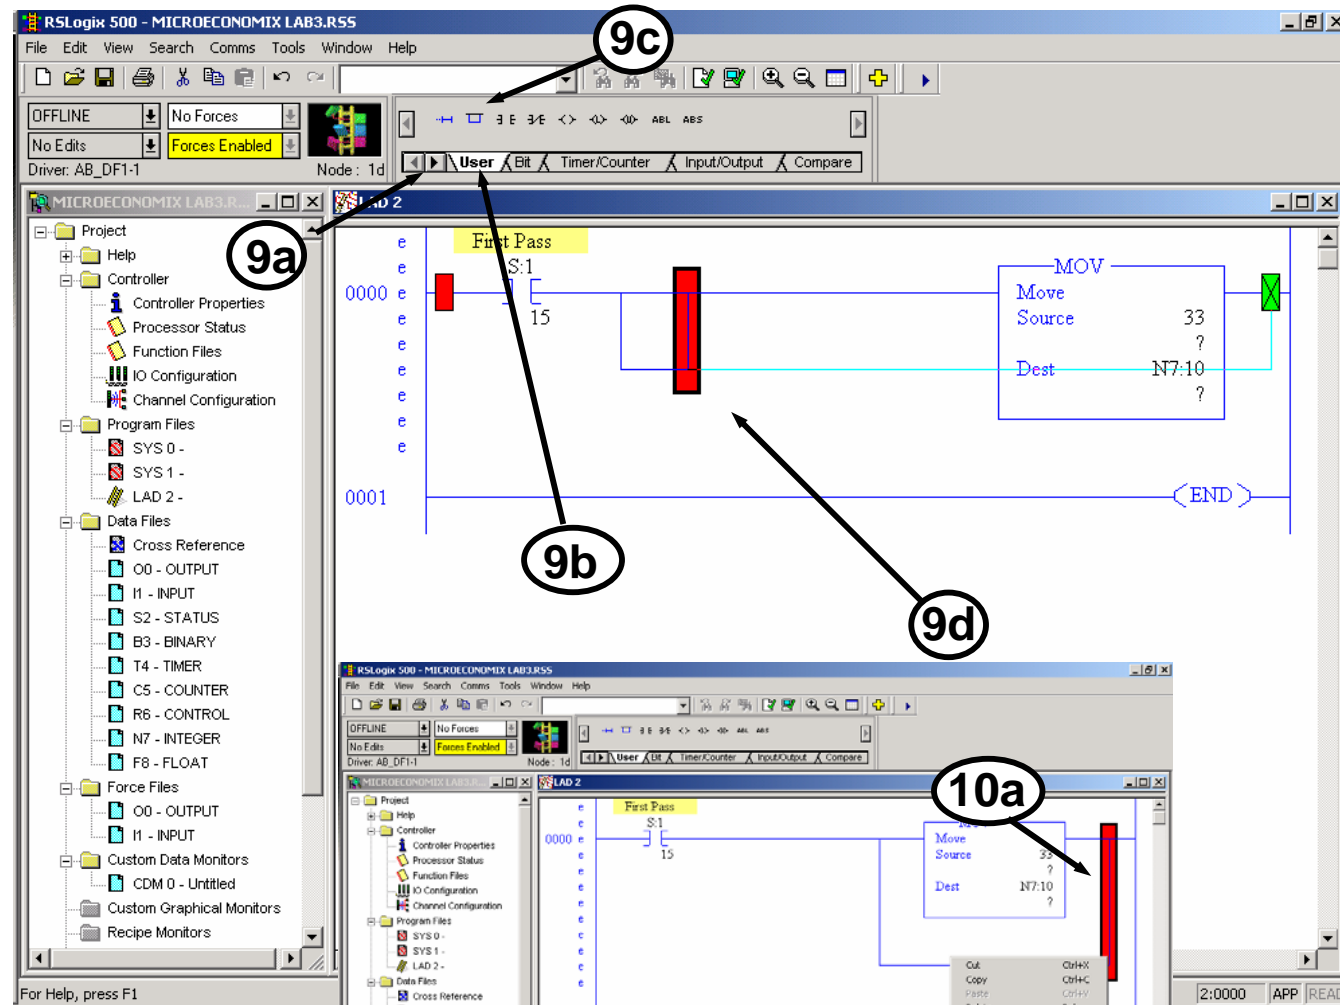 RSLogix 500 - MICROECONOMIX LAB3.RSS
File Edit View Search Comms Tools Window Help
9c
OFFLINE
No Forces
No Edits
Forces Enabled
Driver: AB_DF1-1
Node : 1d
ABL ABS
User Bit Timer/Counter Input/Output Compare
MICROECONOMIX LAB3.R...
LAD 2
9a
Project
Help
Controller
Controller Properties
Processor Status
Function Files
IO Configuration
Channel Configuration
Program Files
SYS 0 -
SYS 1 -
LAD 2 -
Data Files
Cross Reference
O0 - OUTPUT
I1 - INPUT
S2 - STATUS
B3 - BINARY
T4 - TIMER
C5 - COUNTER
R6 - CONTROL
N7 - INTEGER
F8 - FLOAT
Force Files
O0 - OUTPUT
I1 - INPUT
Custom Data Monitors
CDM 0 - Untitled
Custom Graphical Monitors
Recipe Monitors
e
e
0000 e
e
e
e
e
e
e
First Pass
S:1
15
MOV
Move
Source 33
?
Dest N7:10
?
0001
END
9b
9d
RSLogix 500 - MICROECONOMIX LAB3.RSS
File Edit View Search Comms Tools Window Help
OFFLINE
No Forces
No Edits
Forces Enabled
Driver: AB_DF1-1
Node : 1d
ABL ABS
User Bit Timer/Counter Input/Output Compare
MICROECONOMIX LAB3.R...
LAD 2
10a
Project
Help
Controller
Controller Properties
Processor Status
Function Files
IO Configuration
Channel Configuration
Program Files
SYS 0 -
SYS 1 -
LAD 2 -
Data Files
Cross Reference
e
e
0000 e
e
e
e
e
e
e
e
e
e
e
First Pass
S:1
15
Move
Source 33
?
Dest N7:10
?
Cut Ctrl+X
Copy Ctrl+C
Paste Ctrl+V
For Help, press F1
2:0000 APP READ